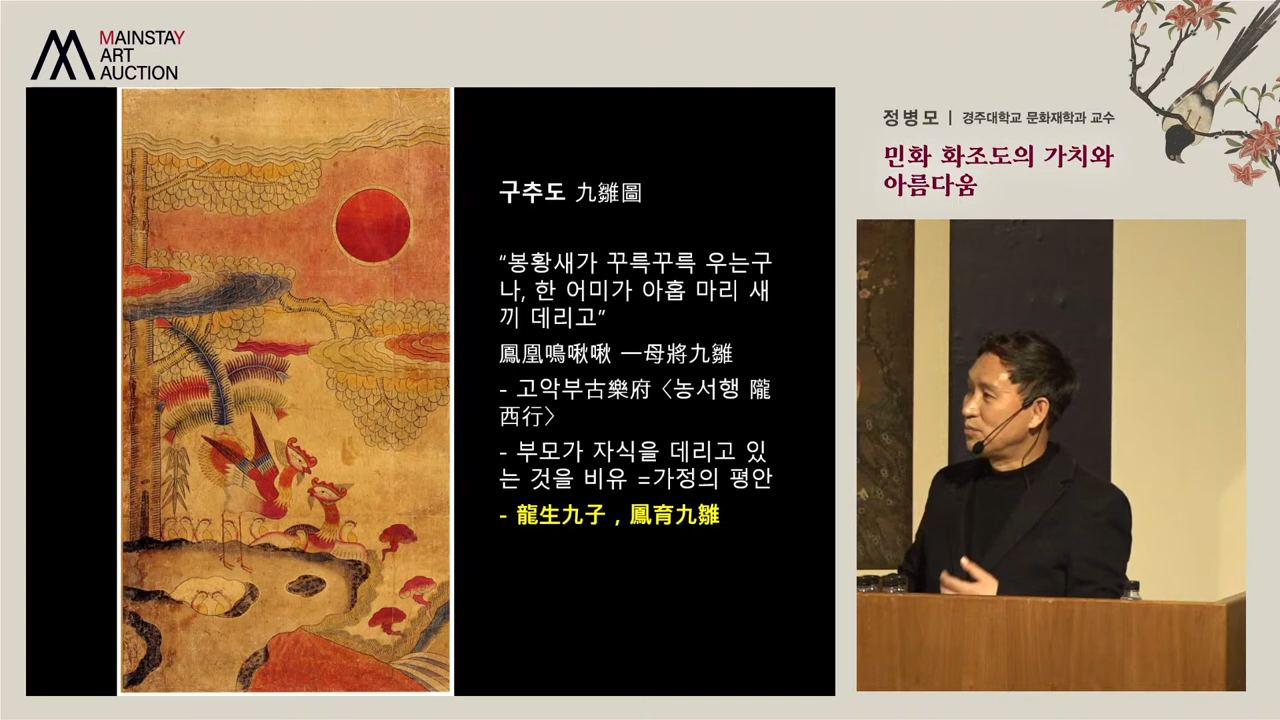 MAINSTAY
ART
AUCTION
구추도 九雛圖
“봉황새가 꾸륵꾸륵 우는구
나, 한 어미가 아홉 마리 새
끼 데리고”
鳳凰鳴啾啾 一母將九雛
- 고악부古樂府〈농서행 隴
西行〉
- 부모가 자식을 데리고 있
는 것을 비유 =가정의 평안
- 龍生九子 , 鳳育九雛
정병모 | 경주대학교 문화재학과 교수
민화 화조도의 가치와
아름다움